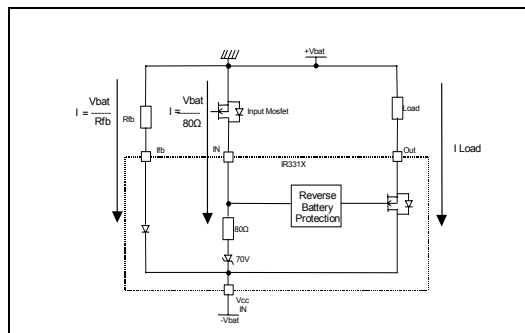 +Vbat
Vbat
I = ------
Rfb
Rfb
Vbat
I = ------
80Ω
Input Mosfet
Load
I Load
Ifb
IN
Out
IR331X
Reverse
Battery
Protection
80Ω
70V
Vcc
IN
-Vbat